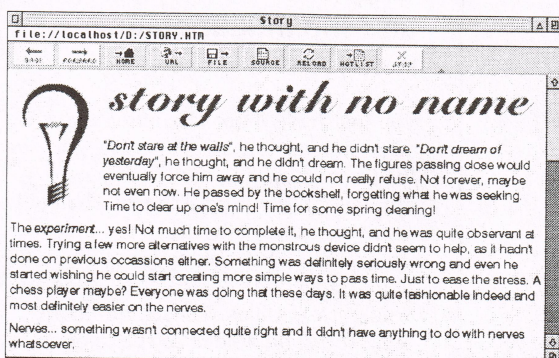 Story
file://localhost/D:/STORY.HTM
BACK FORWARD HOME URL FILE SOURCE RELOAD HOTLIST STOP
story with no name
"Don't stare at the walls", he thought, and he didn't stare. "Don't dream of
yesterday", he thought, and he didn't dream. The figures passing close would
eventually force him away and he could not really refuse. Not forever, maybe
not even now. He passed by the bookshelf, forgetting what he was seeking.
Time to clear up one's mind! Time for some spring cleaning!
The experiment... yes! Not much time to complete it, he thought, and he was quite observant at
times. Trying a few more alternatives with the monstrous device didn't seem to help, as it hadn't
done on previous occassions either. Something was definitely seriously wrong and even he
started wishing he could start creating more simple ways to pass time. Just to ease the stress. A
chess player maybe? Everyone was doing that these days. It was quite fashionable indeed and
most definitely easier on the nerves.
Nerves... something wasn't connected quite right and it didn't have anything to do with nerves
whatsoever.